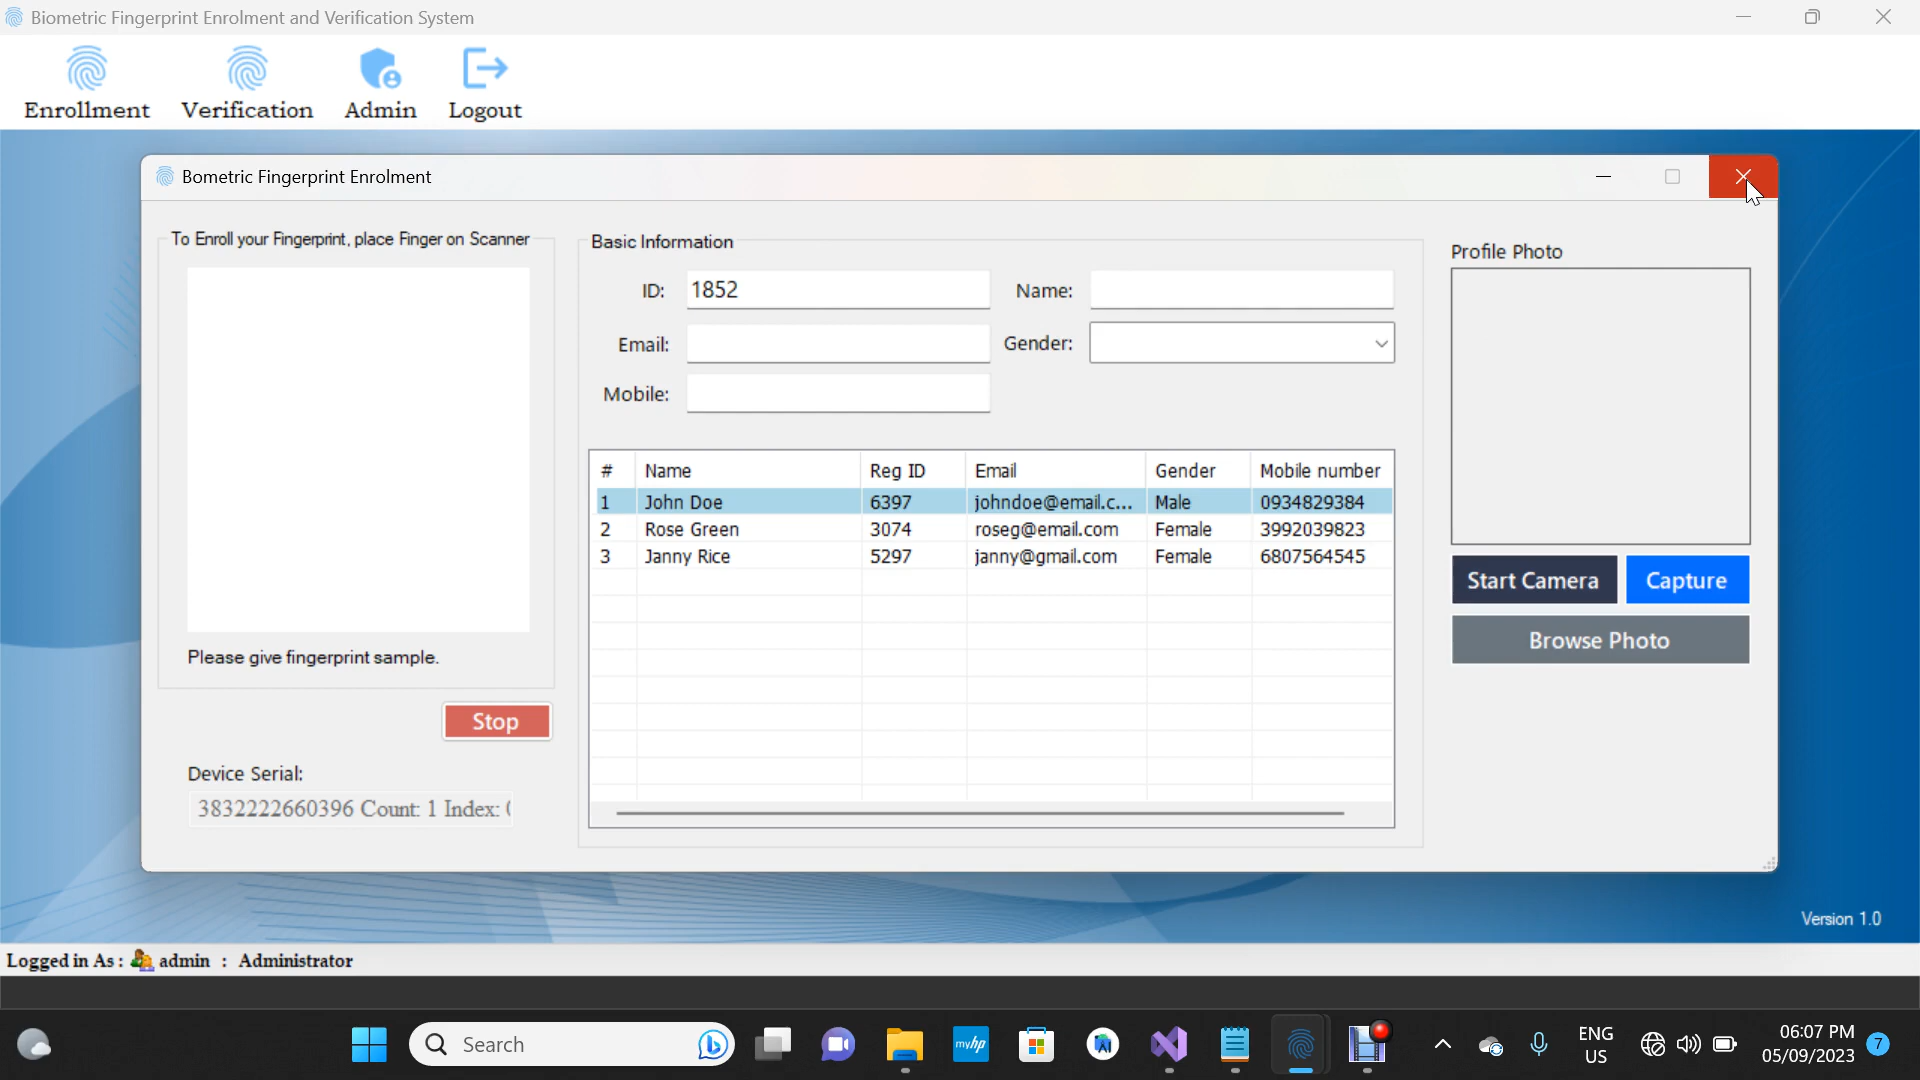 Biometric Fingerprint Enrolment and Verification System
Enrollment Verification Admin Logout
Bometric Fingerprint Enrolment
To Enroll your Fingerprint, place Finger on Scanner
Please give fingerprint sample.
Stop
Device Serial:
3832222660396 Count: 1 Index:
Basic Information
ID: 1852 Name:
Email: Gender:
Mobile:
# Name Reg ID Email Gender Mobile number
1 John Doe 6397 johndoe@email.c... Male 0934829384
2 Rose Green 3074 roseg@email.com Female 3992039823
3 Janny Rice 5297 janny@gmail.com Female 6807564545
Profile Photo
Start Camera Capture
Browse Photo
Version 1.0
Logged in As : admin : Administrator
Search
myhp
ENG
US
06:07 PM
05/09/2023
7